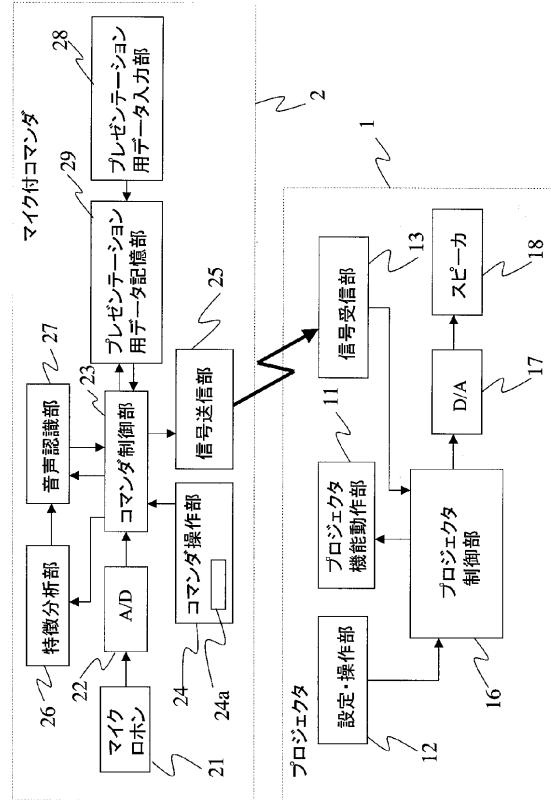 マイク付コマンダ
26
特徴分析部
音声認識部
27
23
29
28
マイク
ロホン
21
22
A/D
コマンダ制御部
プレゼンテーション
用データ記憶部
プレゼンテーション
用データ入力部
24
24a
コマンダ操作部
信号送信部
25
2
プロジェクタ
1
設定・操作部
12
プロジェクタ
機能動作部
11
信号受信部
13
プロジェクタ
制御部
16
D/A
17
スピーカ
18